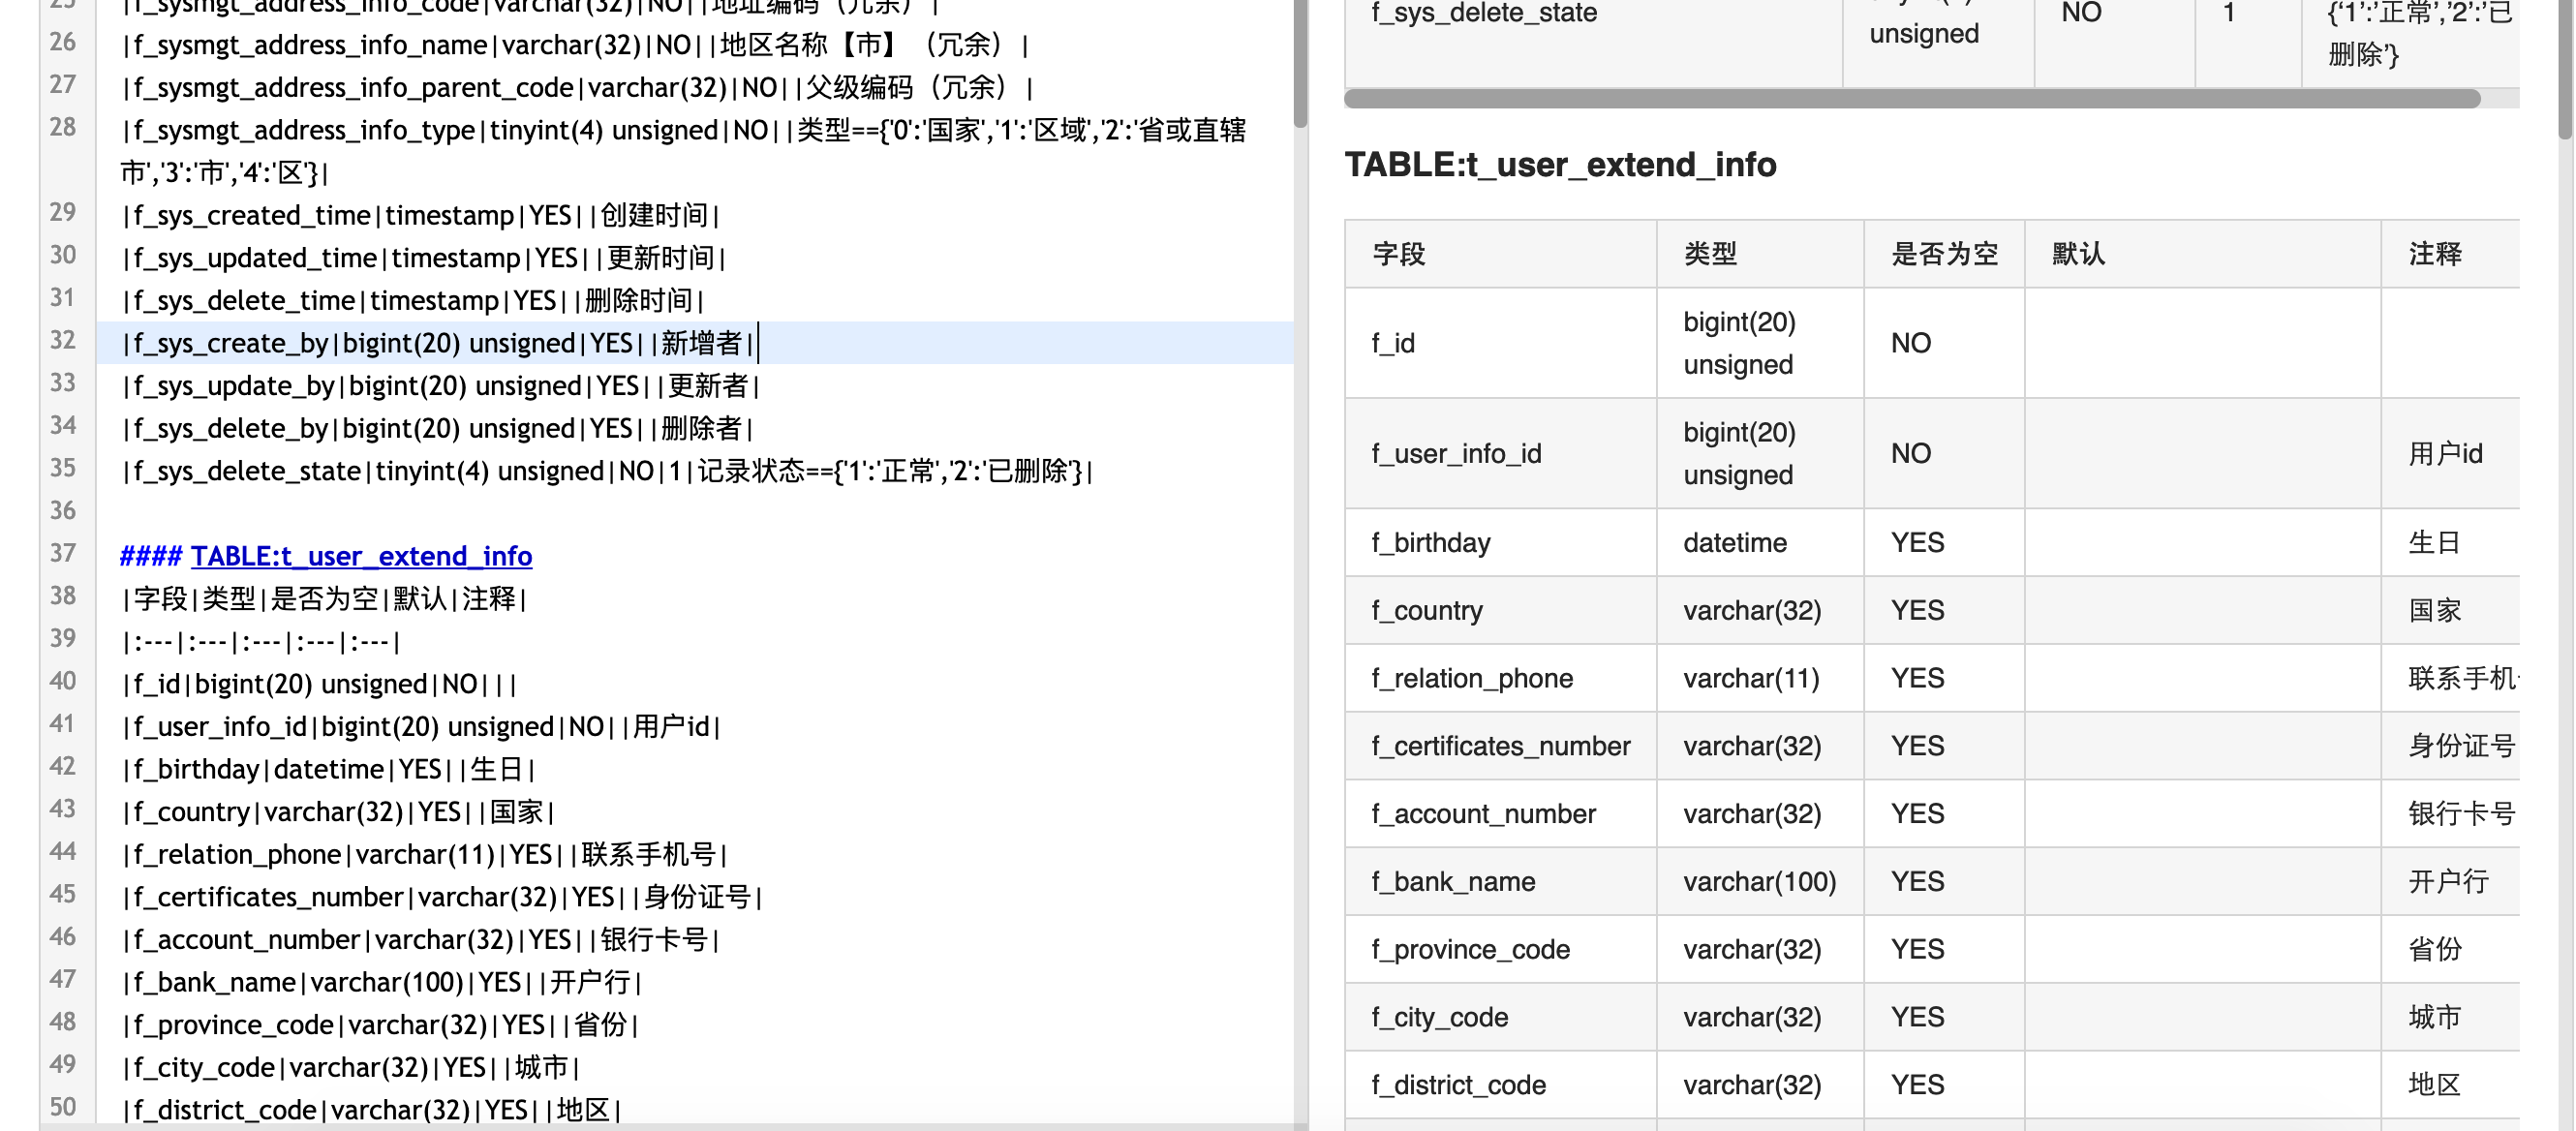 25
|f_sysmgt_address_info_code|varchar(32)|NO||地址编码（冗余）|
26
|f_sysmgt_address_info_name|varchar(32)|NO||地区名称【市】（冗余）|
27
|f_sysmgt_address_info_parent_code|varchar(32)|NO||父级编码（冗余）|
28
|f_sysmgt_address_info_type|tinyint(4) unsigned|NO||类型=={'0':'国家','1':'区域','2':'省或直辖
市','3':'市','4':'区'}|
29
|f_sys_created_time|timestamp|YES||创建时间|
30
|f_sys_updated_time|timestamp|YES||更新时间|
31
|f_sys_delete_time|timestamp|YES||删除时间|
32
|f_sys_create_by|bigint(20) unsigned|YES||新增者|
33
|f_sys_update_by|bigint(20) unsigned|YES||更新者|
34
|f_sys_delete_by|bigint(20) unsigned|YES||删除者|
35
|f_sys_delete_state|tinyint(4) unsigned|NO|1|记录状态=={'1':'正常','2':'已删除'}|
36
37
#### TABLE:t_user_extend_info
38
|字段|类型|是否为空|默认|注释|
39
|:---|:---|:---|:---|:---|
40
|f_id|bigint(20) unsigned|NO|||
41
|f_user_info_id|bigint(20) unsigned|NO||用户id|
42
|f_birthday|datetime|YES||生日|
43
|f_country|varchar(32)|YES||国家|
44
|f_relation_phone|varchar(11)|YES||联系手机号|
45
|f_certificates_number|varchar(32)|YES||身份证号|
46
|f_account_number|varchar(32)|YES||银行卡号|
47
|f_bank_name|varchar(100)|YES||开户行|
48
|f_province_code|varchar(32)|YES||省份|
49
|f_city_code|varchar(32)|YES||城市|
50
|f_district_code|varchar(32)|YES||地区|
f_sys_delete_state
unsigned
NO
1
{‘1’:’正常’,’2’:’已
删除’}
TABLE:t_user_extend_info
字段 类型 是否为空 默认 注释
f_id
bigint(20)
unsigned
NO
f_user_info_id
bigint(20)
unsigned
NO
用户id
f_birthday datetime YES 生日
f_country varchar(32) YES 国家
f_relation_phone varchar(11) YES 联系手机
f_certificates_number varchar(32) YES 身份证号
f_account_number varchar(32) YES 银行卡号
f_bank_name varchar(100) YES 开户行
f_province_code varchar(32) YES 省份
f_city_code varchar(32) YES 城市
f_district_code varchar(32) YES 地区